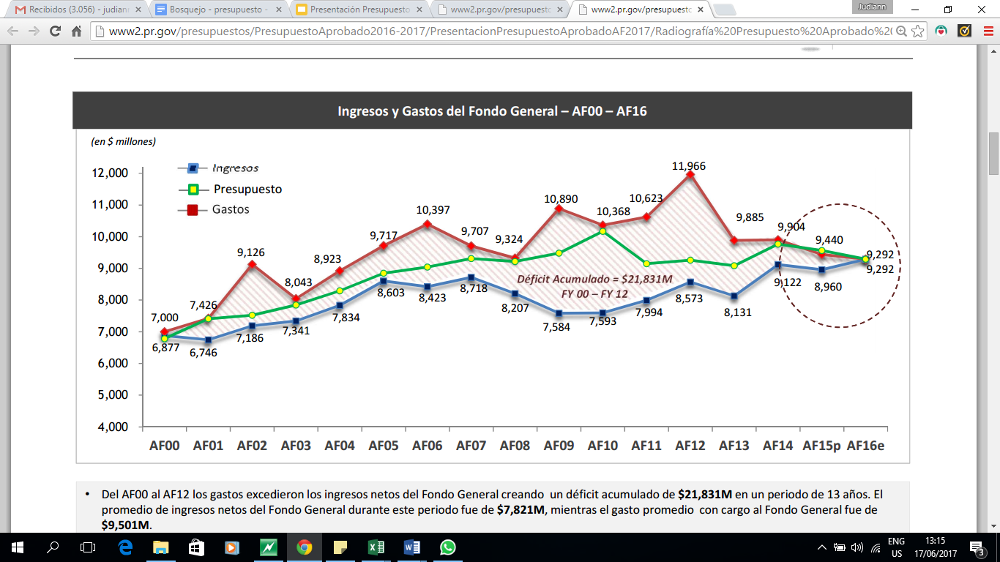 Judiann
Recibidos (3.056) - judiann
Bosquejo - presupuesto -
Presentación Presupuesto
www2.pr.gov/presupuesto
www2.pr.gov/presupuesto
www2.pr.gov/presupuestos/PresupuestoAprobado2016-2017/PresentacionPresupuestoAprobadoAF2017/Radiografía%20Presupuesto%20Aprobado%20
Ingresos y Gastos del Fondo General – AF00 – AF16
(en $ millones)
Ingresos
Presupuesto
Gastos
12,000
11,000
10,000
9,000
8,000
7,000
6,000
5,000
4,000
7,000
7,426
9,126
8,043
8,923
9,717
10,397
9,707
9,324
10,890
10,368
10,623
11,966
9,885
9,904
9,440
9,292
6,877
6,746
7,186
7,341
7,834
8,603
8,423
8,718
8,207
7,584
7,593
7,994
8,573
8,131
9,122
8,960
9,292
Déficit Acumulado = $21,831M
FY 00 – FY 12
AF00 AF01 AF02 AF03 AF04 AF05 AF06 AF07 AF08 AF09 AF10 AF11 AF12 AF13 AF14 AF15p AF16e
• Del AF00 al AF12 los gastos excedieron los ingresos netos del Fondo General creando un déficit acumulado de $21,831M en un periodo de 13 años. El
promedio de ingresos netos del Fondo General durante este periodo fue de $7,821M, mientras el gasto promedio con cargo al Fondo General fue de
$9,501M.
ENG
US
13:15
17/06/2017
3